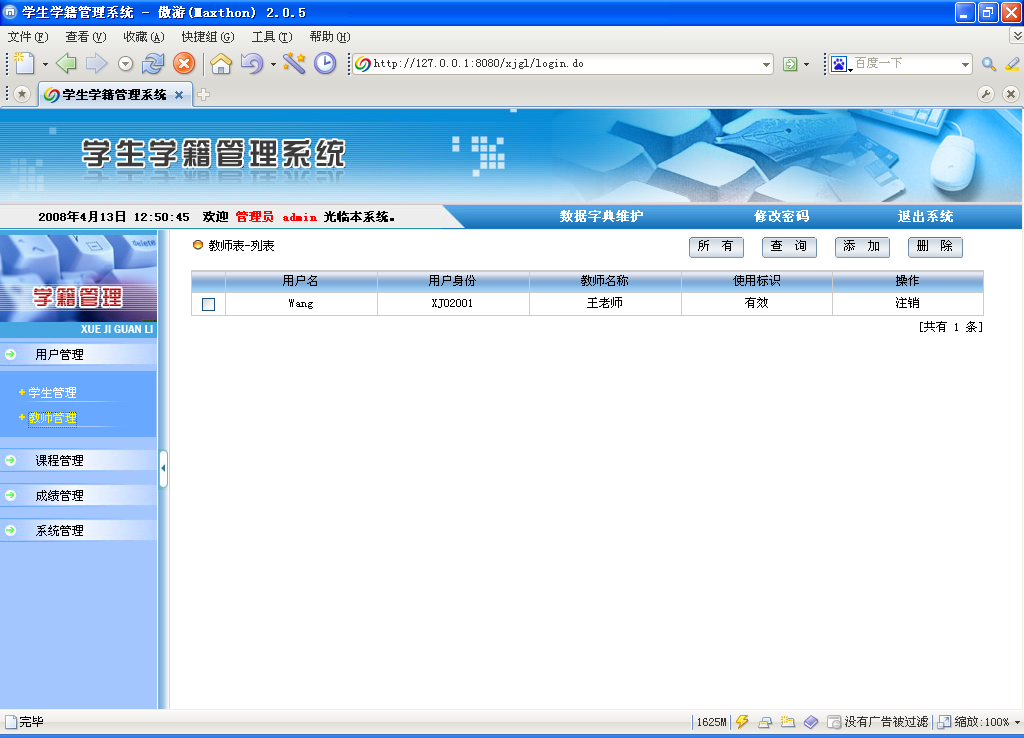 学生学籍管理系统 - 傲游(Maxthon) 2.0.5
文件(F) 查看(V) 收藏(A) 快捷组(G) 工具(T) 帮助(H)
http://127.0.0.1:8080/xjgl/login.do 百度一下
学生学籍管理系统
学生学籍管理系统
2008年4月13日 12:50:45 欢迎 管理员 admin 光临本系统。 数据字典维护 修改密码 退出系统
Delete
学籍管理
XUE JI GUAN LI
用户管理
学生管理
教师管理
课程管理
成绩管理
系统管理
教师表-列表 所 有 查 询 添 加 删 除
用户名 用户身份 教师名称 使用标识 操作
Wang XJ02001 王老师 有效 注销
[共有 1 条]
完毕 1625M 没有广告被过滤 缩放:100%